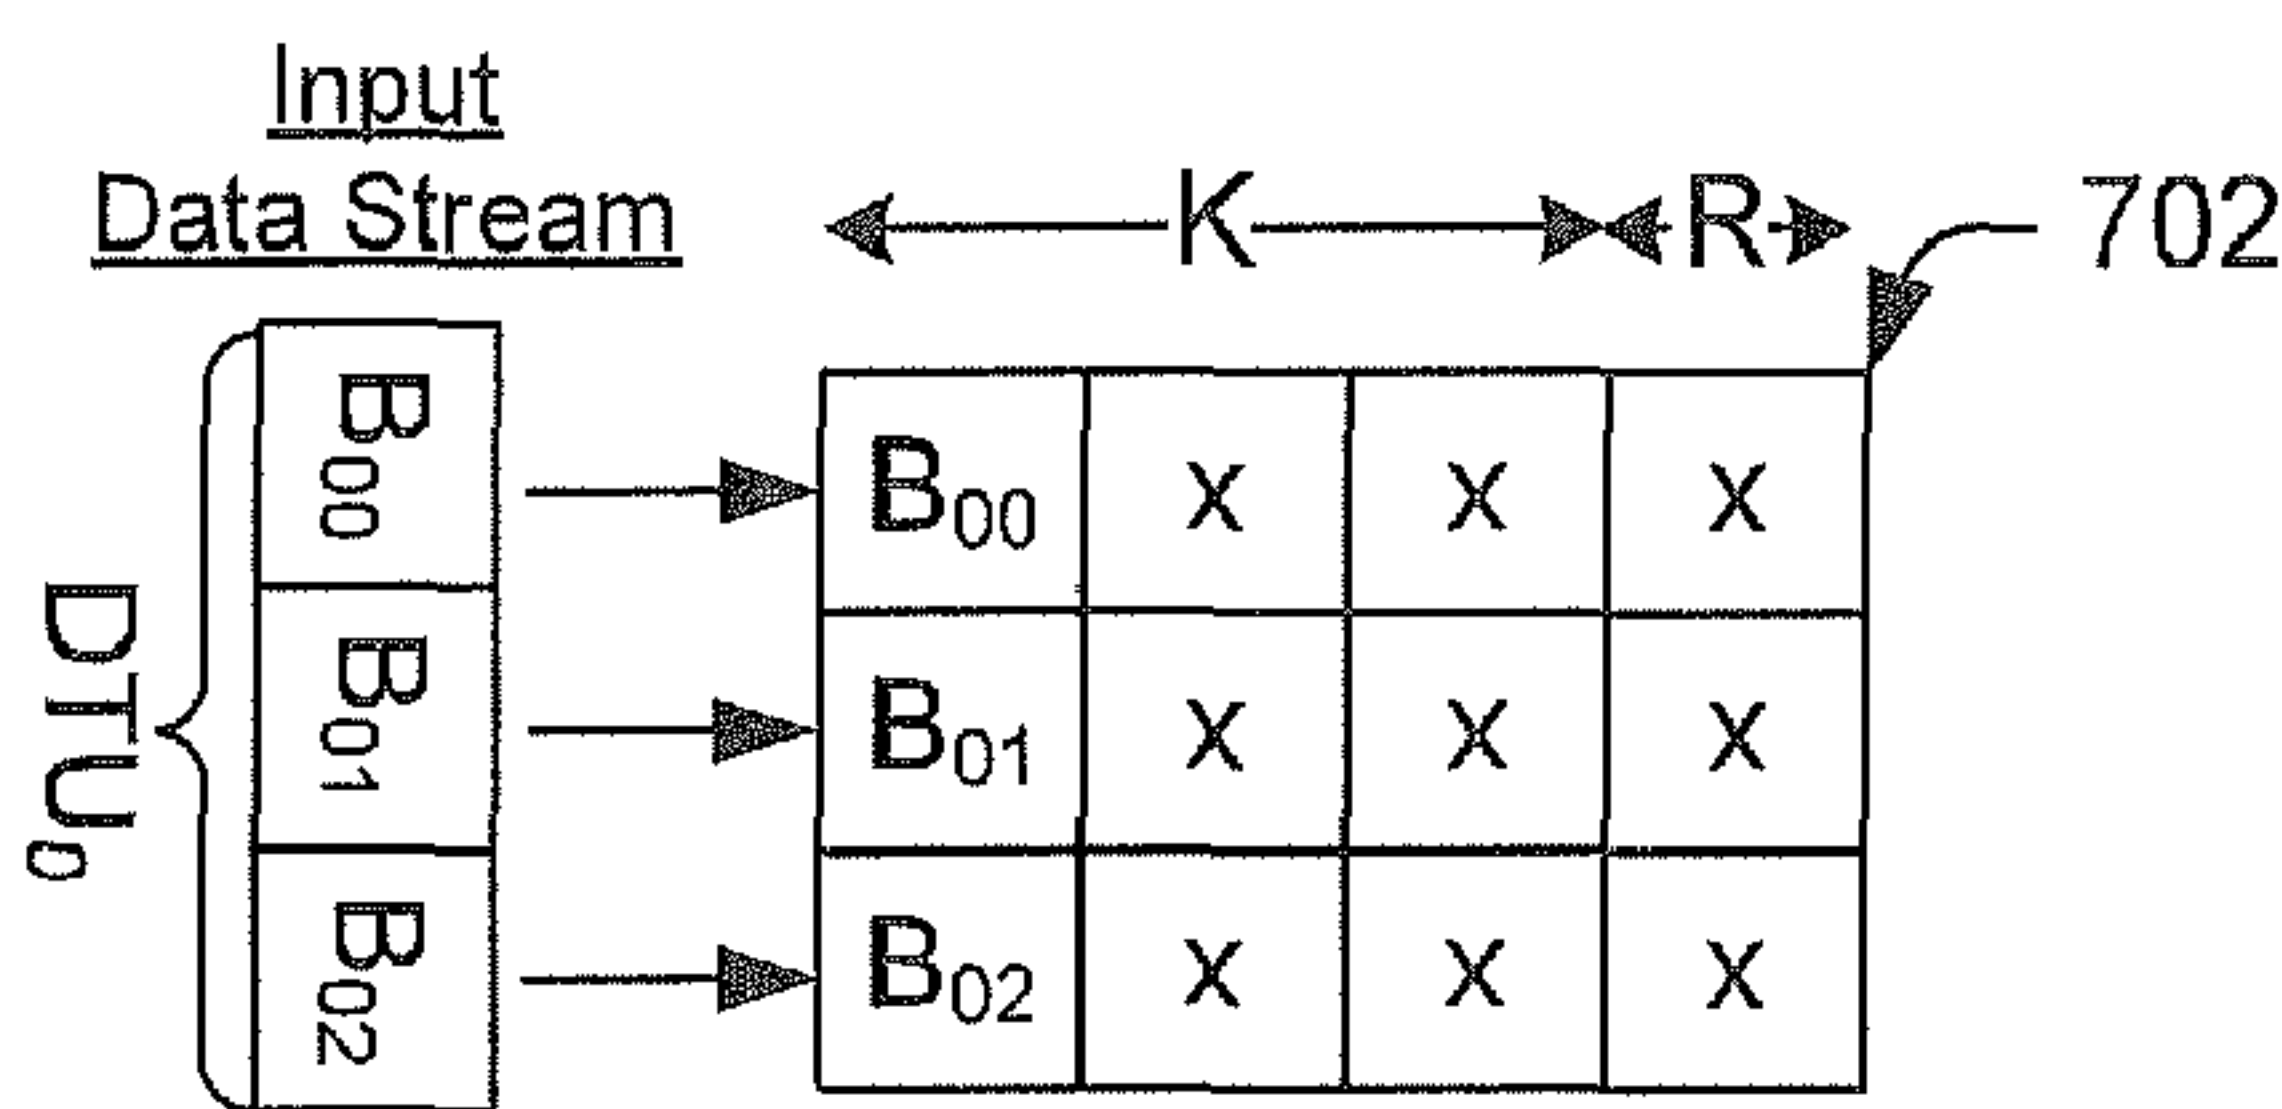 Input
Data Stream
K R 702
DTU0
B00 B00 X X X
B01 B01 X X X
B02 B02 X X X